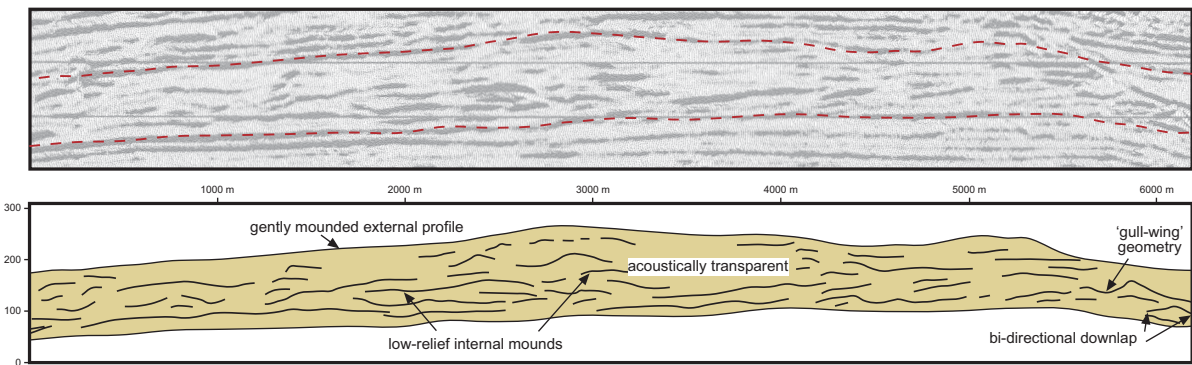 1000 m 2000 m 3000 m 4000 m 5000 m 6000 m
300
200
100
0
gently mounded external profile
acoustically transparent
'gull-wing'
geometry
low-relief internal mounds
bi-directional downlap